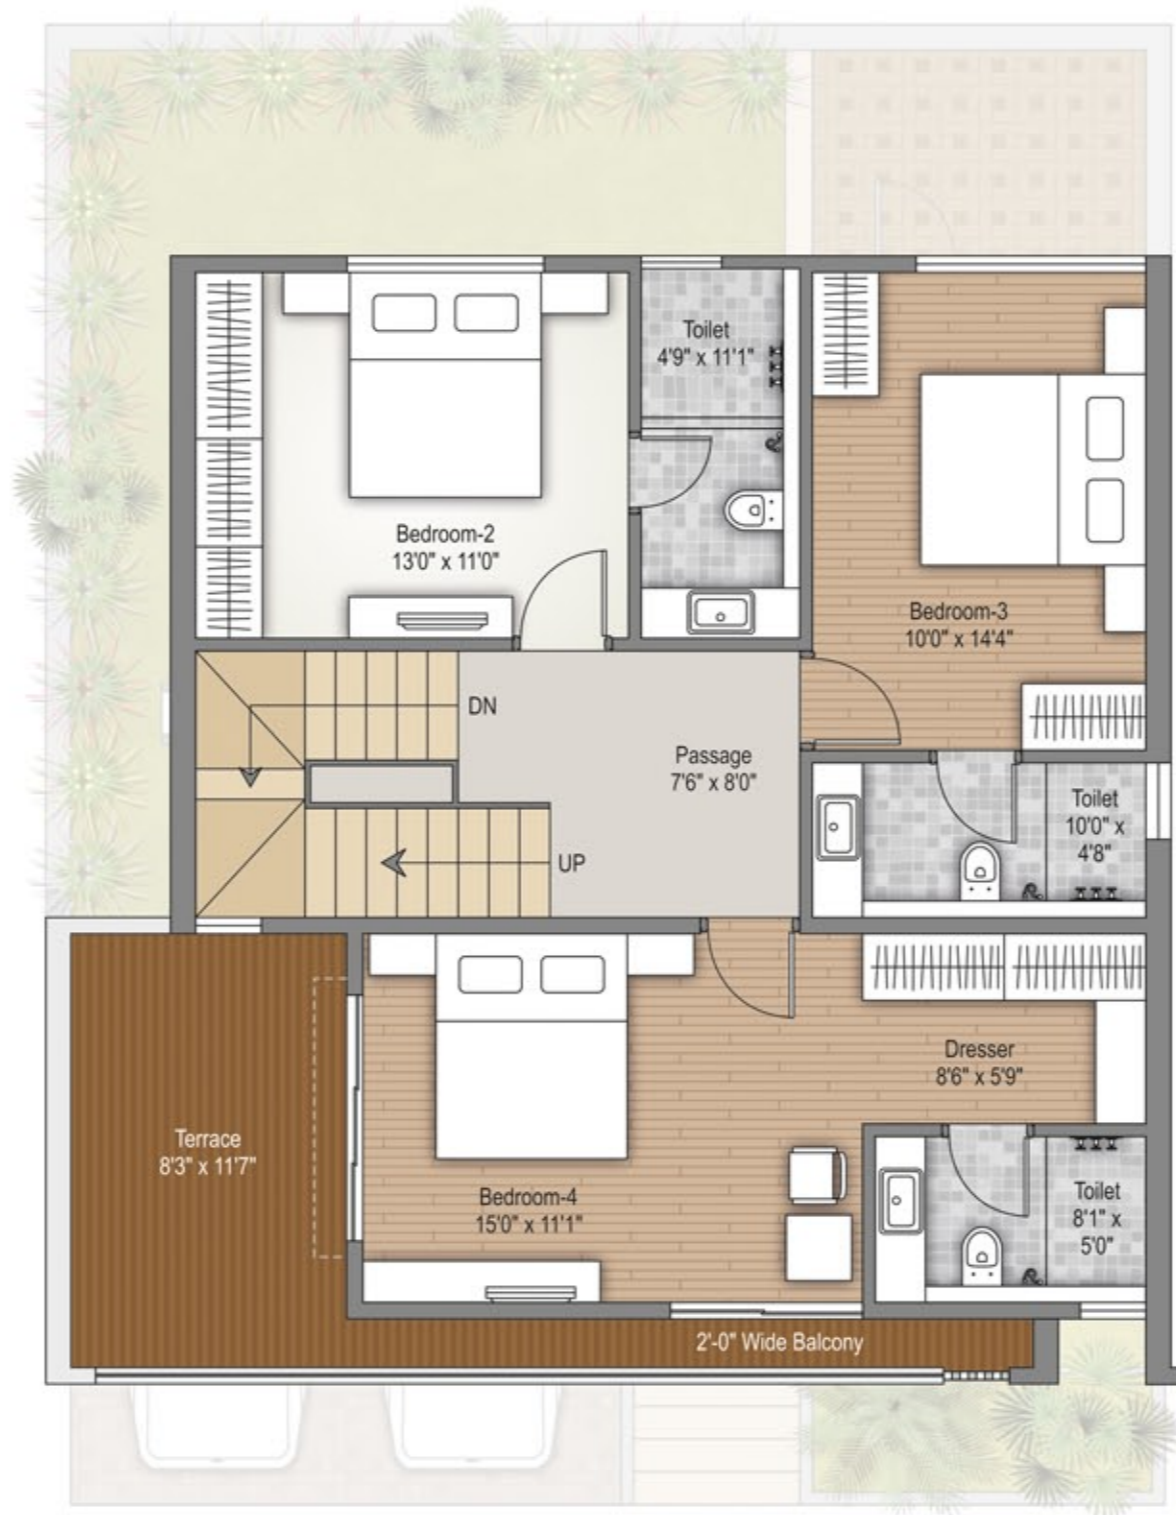 Toilet
4'9" x 11'1"
Bedroom-2
13'0" x 11'0"
Bedroom-3
10'0" x 14'4"
DN
Passage
7'6" x 8'0"
Toilet
10'0" x
4'8"
UP
Dresser
8'6" x 5'9"
Terrace
8'3" x 11'7"
Bedroom-4
15'0" x 11'1"
Toilet
8'1" x
5'0"
2'-0" Wide Balcony